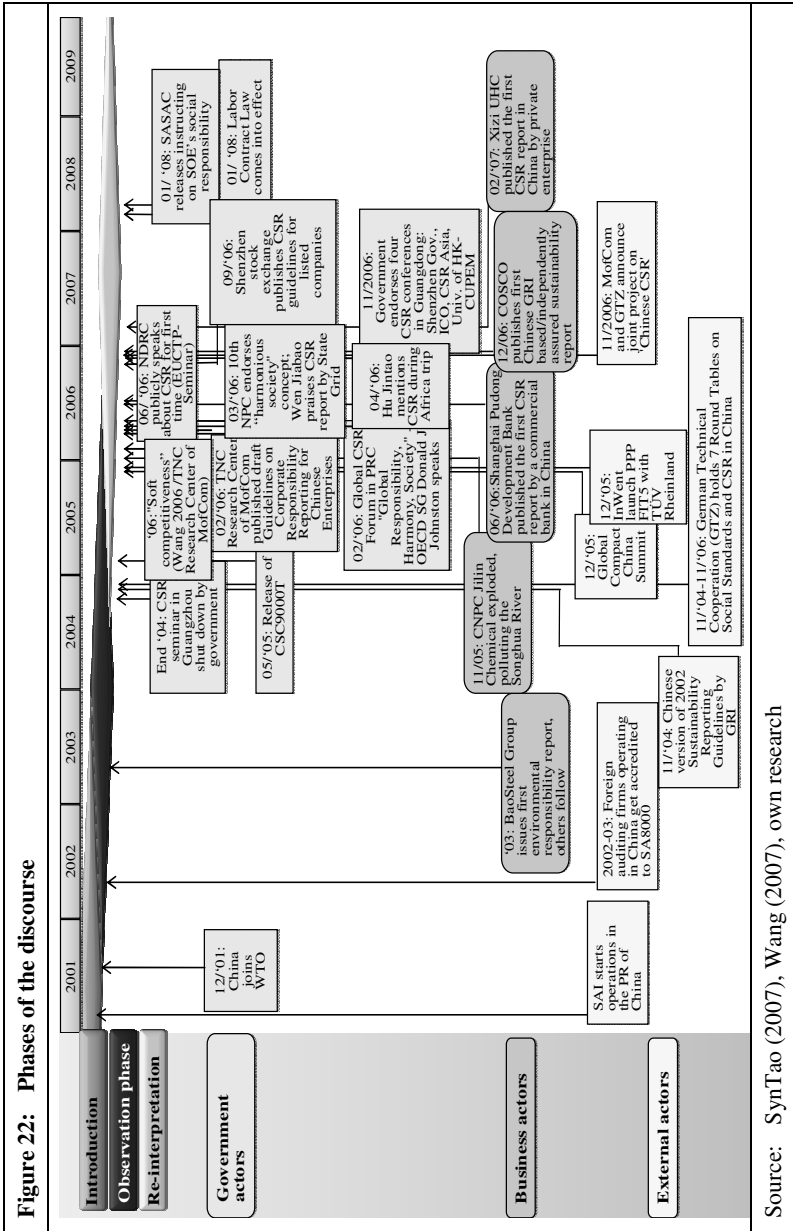 Figure 22: Phases of the discourse
2001
2002
2003
2004
2005
2006
2007
2008
2009
Introduction
Observation phase
Re-interpretation
Government
actors
12/'01:
China
joins
WTO
End '04: CSR
seminar in
Guangzhou
shut down by
government
05/'05: Release of
CSC9000T
'06:"Soft
competitiveness"
(Wang 2006 /TNC
Research Center of
MofCom)
02/'06: TNC
Research Center
of MofCom
published draft
Guidelines on
Corporate
Responsibility
Reporting for
Chinese
Enterprises
02/'06: Global CSR
Forum in PRC
"Global
Responsibility,
Harmony, Society"
OECD SG Donald J
Johnston speaks
06/ '06: NDRC
publicly speaks
about CSR for first
time (EUCTP-
Seminar)
03/'06: 10th
NPC endorses
"harmonious
society"
concept;
Wen Jiabao
praises CSR
report by State
Grid
04/'06:
Hu Jintao
mentions
CSR during
Africa trip
09/'06:
Shenzhen
stock
exchange
publishes CSR
guidelines for
listed
companies
11/2006:
Government
endorses four
CSR conferences
in Guangdong:
Shenzhen Gov.,
ICO, CSR Asia,
Univ. of HK-
CUPEM
01/ '08: SASAC
releases instructing
on SOE's social
responsibility
01/ '08: Labor
Contract Law
comes into effect
Business actors
'03: BaoSteel Group
issues first
environmental
responsibility report,
others follow
11/05: CNPC Jilin
Chemical exploded,
polluting the
Songhua River
06/'06:Shanghai Pudong
Development Bank
published the first CSR
report by a commercial
bank in China
12/06: COSCO
publishes first
Chinese GRI
based/independently
assured sustainability
report
02/'07: Xizi UHC
published the first
CSR report in
China by private
enterprise
External actors
SAI starts
operations in
the PR of
China
2002-03: Foreign
auditing firms operating
in China get accredited
to SA8000
11/'04: Chinese
version of 2002
Sustainability
Reporting
Guidelines by
GRI
12/'05:
Global
Compact
China
Summit
12/'05:
InWent
launch PPP
FIT5 with
TÜV
Rheinland
11/2006: MofCom
and GTZ announce
joint project on
'Chinese CSR'
11/'04-11/'06: German Technical
Cooperation (GTZ) holds 7 Round Tables on
Social Standards and CSR in China
Source: SynTao (2007), Wang (2007), own research